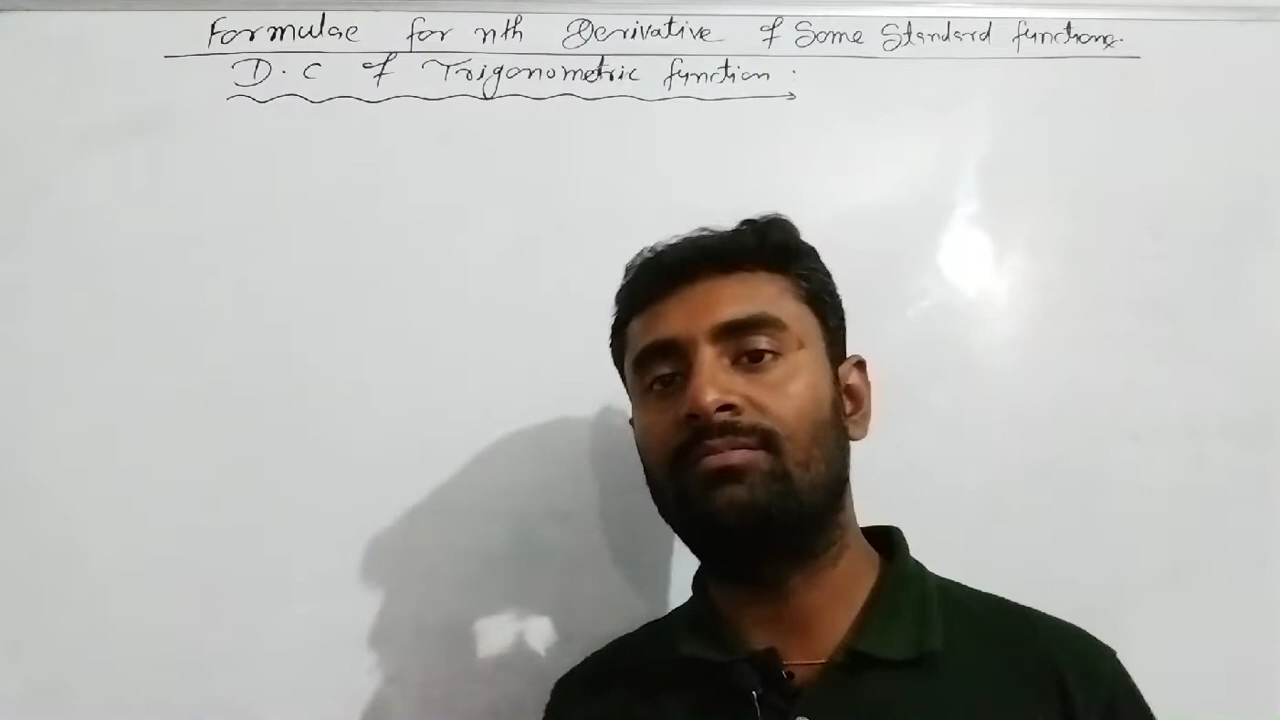 Formulae for nth Derivative of Some Standard functions.
D.C of Trigonometric function :